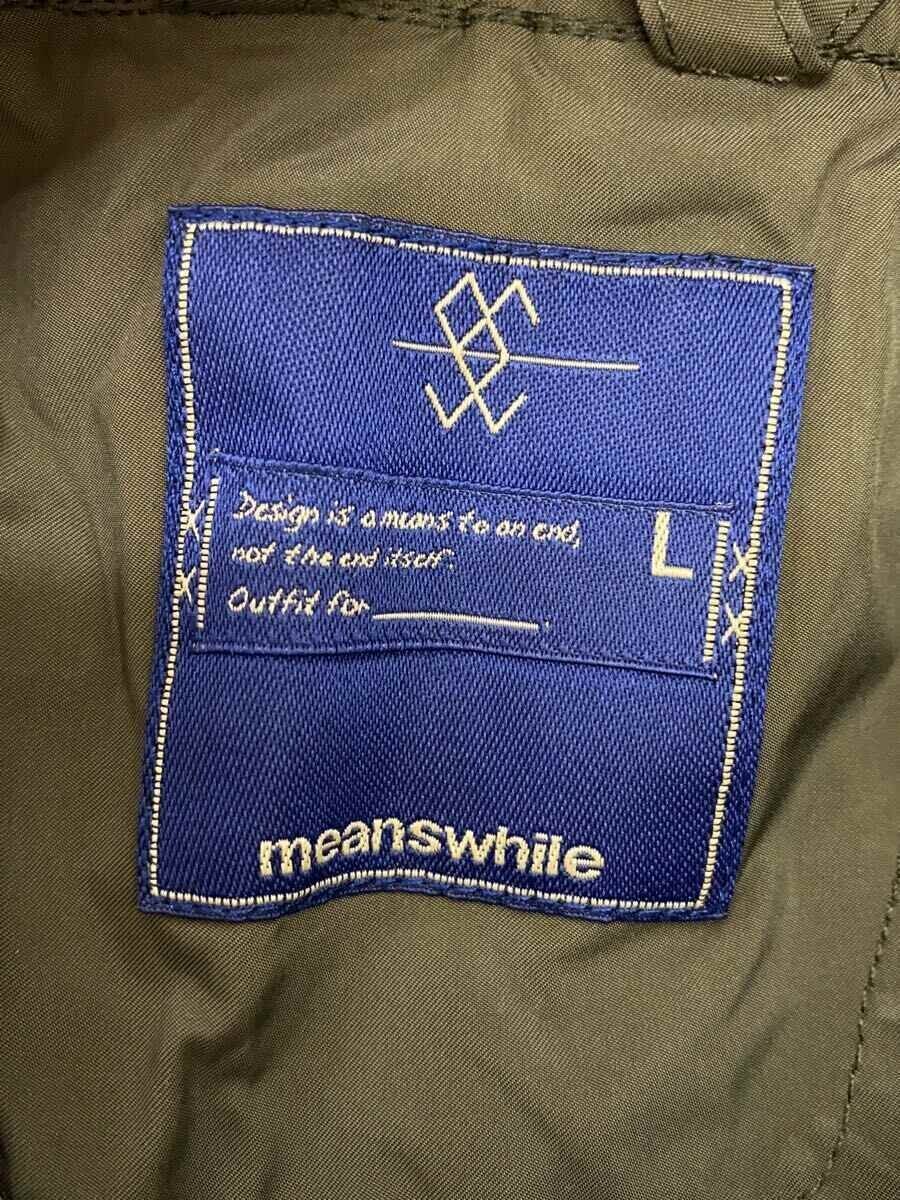 Design is a means to an end,
L
not the end itself.
Outfit for
meanswhile